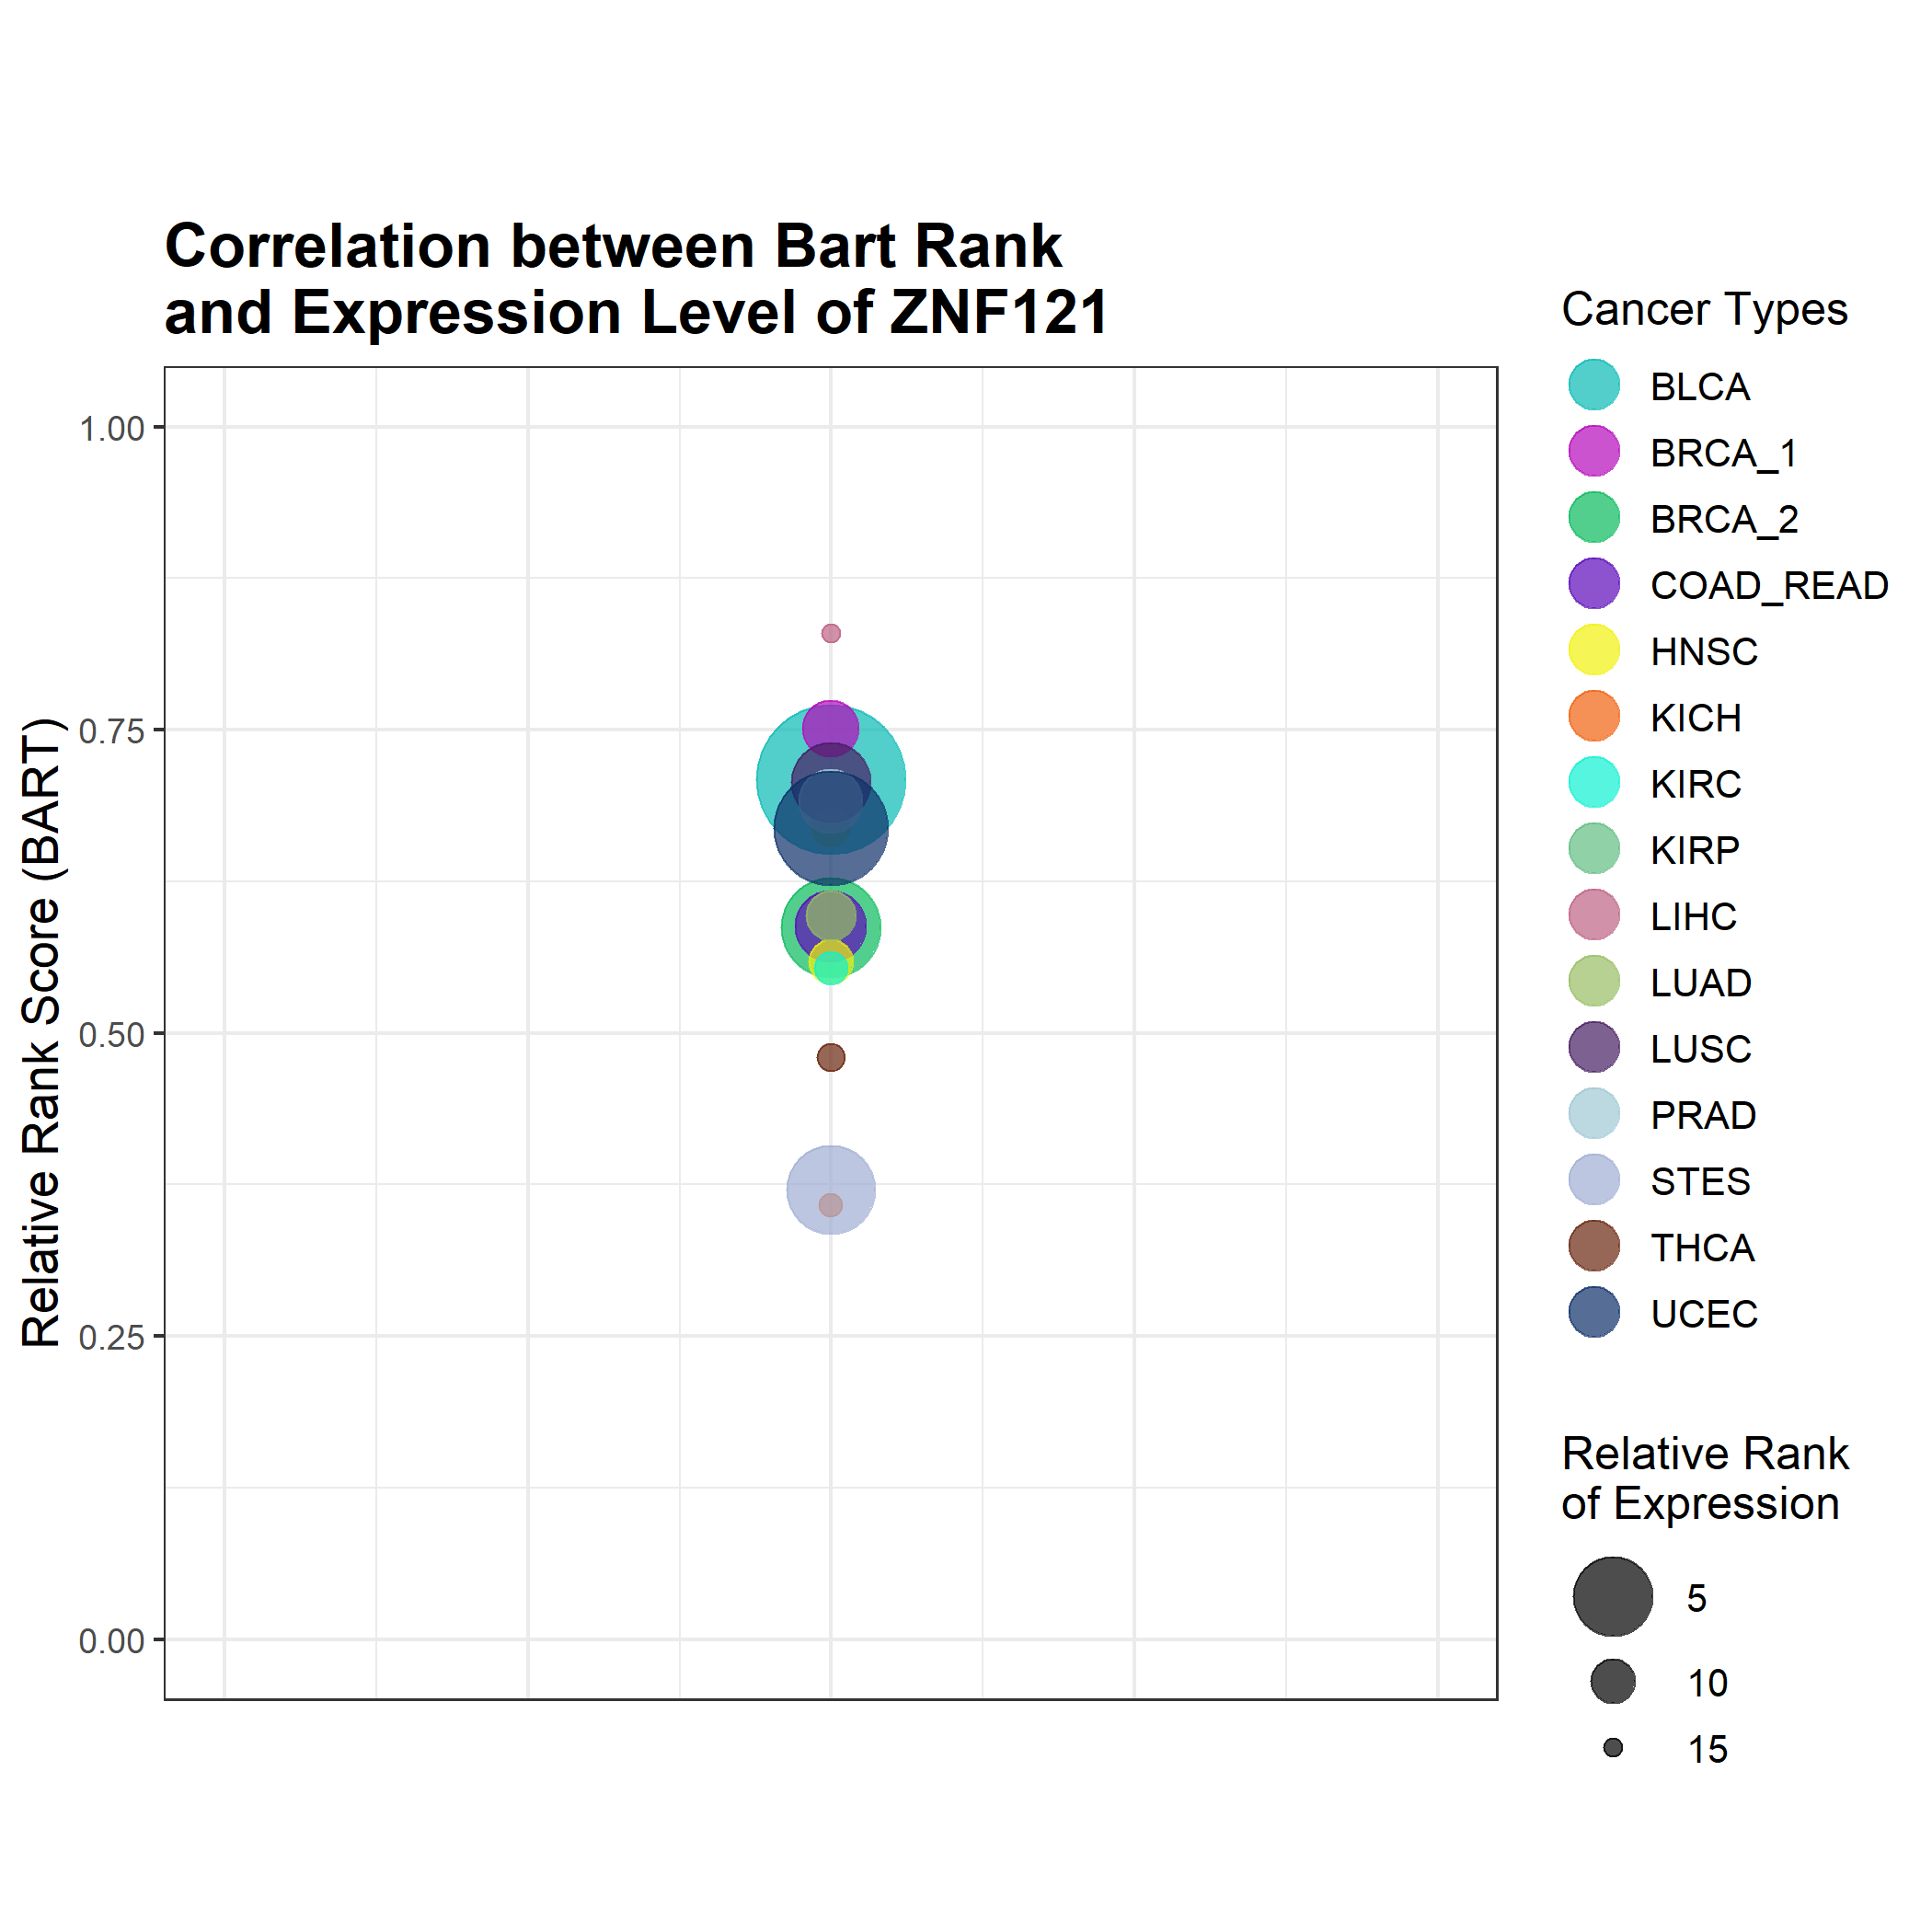 Correlation between Bart Rank
and Expression Level of ZNF121
Relative Rank Score (BART)
1.00
0.75
0.50
0.25
0.00
Cancer Types
BLCA
BRCA_1
BRCA_2
COAD_READ
HNSC
KICH
KIRC
KIRP
LIHC
LUAD
LUSC
PRAD
STES
THCA
UCEC
Relative Rank
of Expression
5
10
15